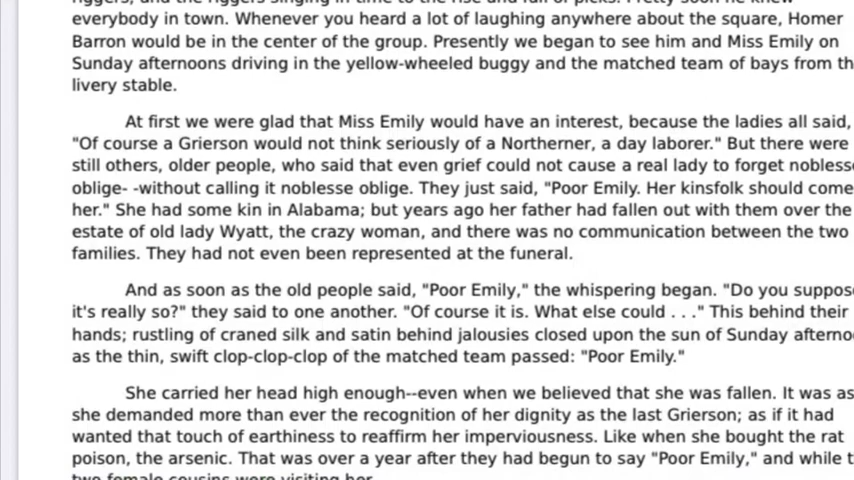 everybody in town. Whenever you heard a lot of laughing anywhere about the square, Homer
Barron would be in the center of the group. Presently we began to see him and Miss Emily on
Sunday afternoons driving in the yellow-wheeled buggy and the matched team of bays from
livery stable.
At first we were glad that Miss Emily would have an interest, because the ladies all said,
"Of course a Grierson would not think seriously of a Northerner, a day laborer." But there were
still others, older people, who said that even grief could not cause a real lady to forget
oblige- -without calling it noblesse oblige. They just said, "Poor Emily. Her kinsfolk should come
her." She had some kin in Alabama; but years ago her father had fallen out with them over the
estate of old lady Wyatt, the crazy woman, and there was no communication between the two
families. They had not even been represented at the funeral.
And as soon as the old people said, "Poor Emily," the whispering began. "Do you
it's really so?" they said to one another. "Of course it is. What else could . . ." This behind their
hands; rustling of craned silk and satin behind jalousies closed upon the sun of Sunday
as the thin, swift clop-clop-clop of the matched team passed: "Poor Emily."
She carried her head high enough--even when we believed that she was fallen. It was as
she demanded more than ever the recognition of her dignity as the last Grierson; as if it had
wanted that touch of earthiness to reaffirm her imperviousness. Like when she bought the rat
poison, the arsenic. That was over a year after they had begun to say "Poor Emily," and while
two female cousins were visiting her.